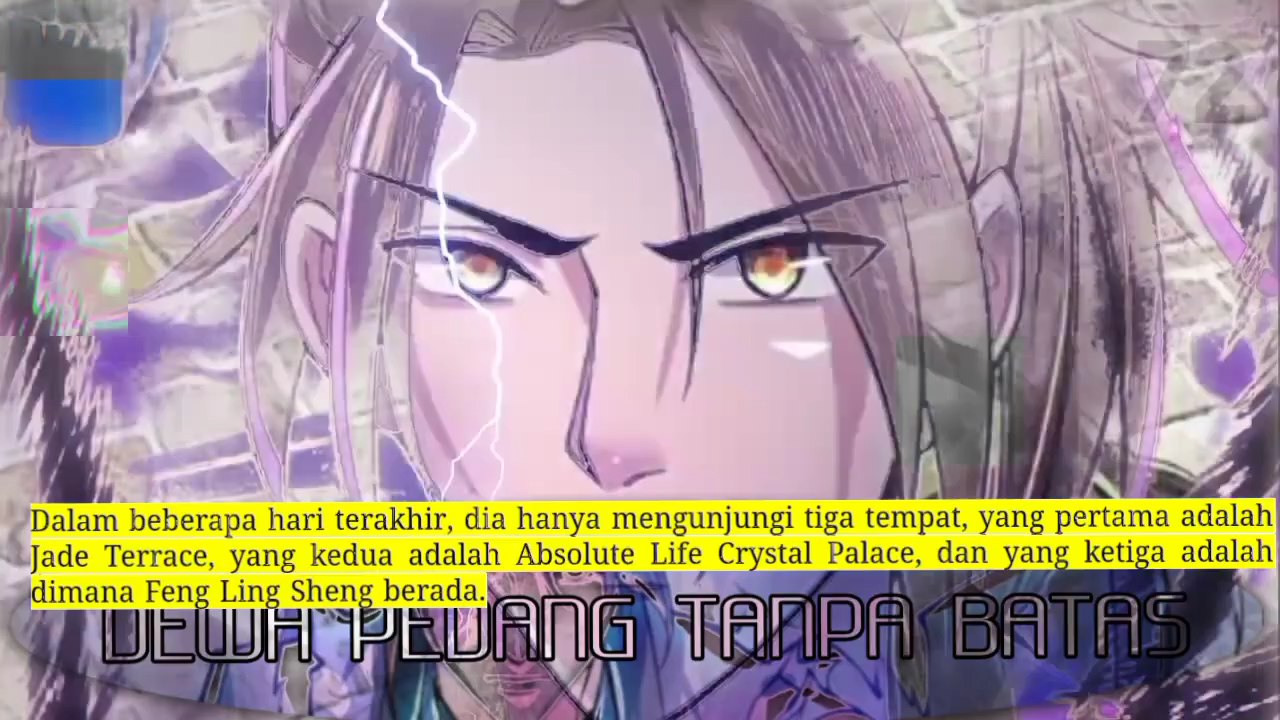 72
Dalam beberapa hari terakhir, dia hanya mengunjungi tiga tempat, yang pertama adalah
Jade Terrace, yang kedua adalah Absolute Life Crystal Palace, dan yang ketiga adalah
dimana Feng Ling Sheng berada.
DEWA PEDANG TANPA BATAS